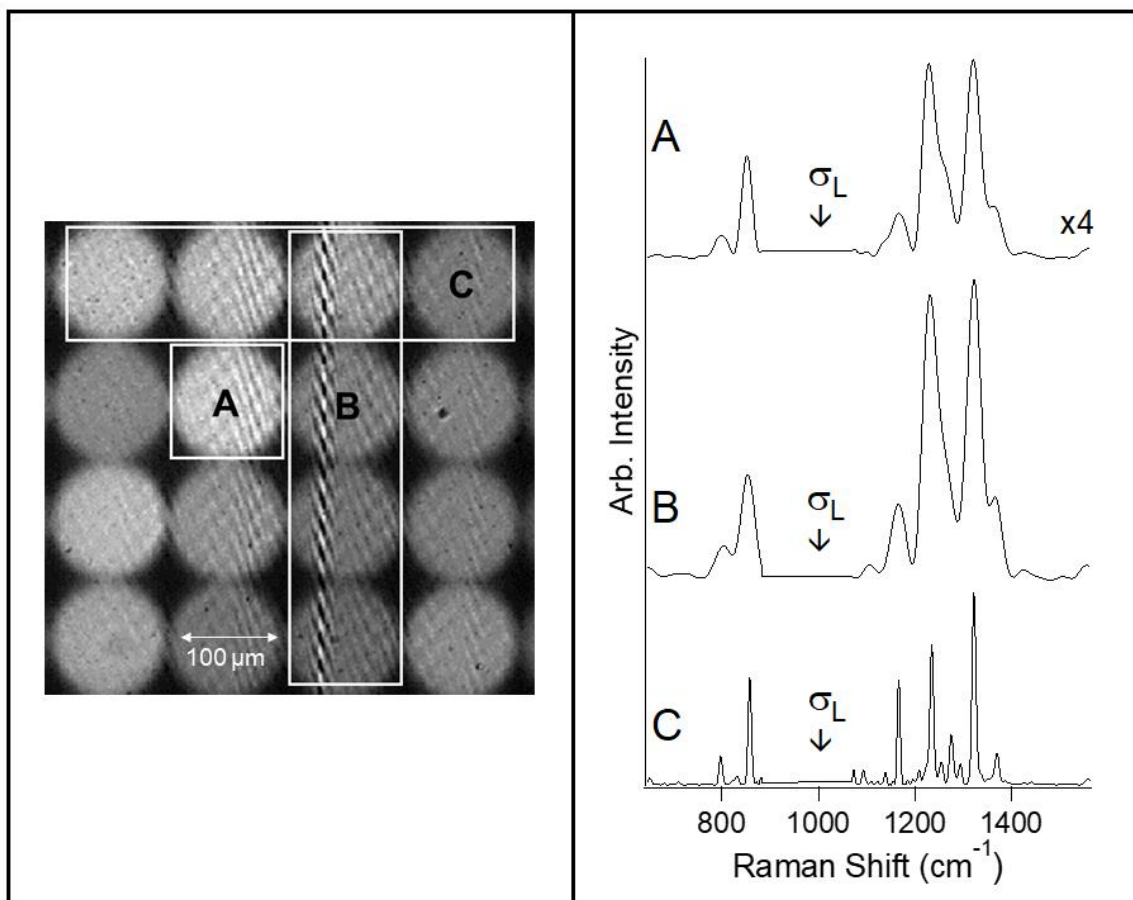 C
A
B
100 µm
A
σL
x4
B
σL
C
σL
Arb. Intensity
800 1000 1200 1400
Raman Shift (cm-1)